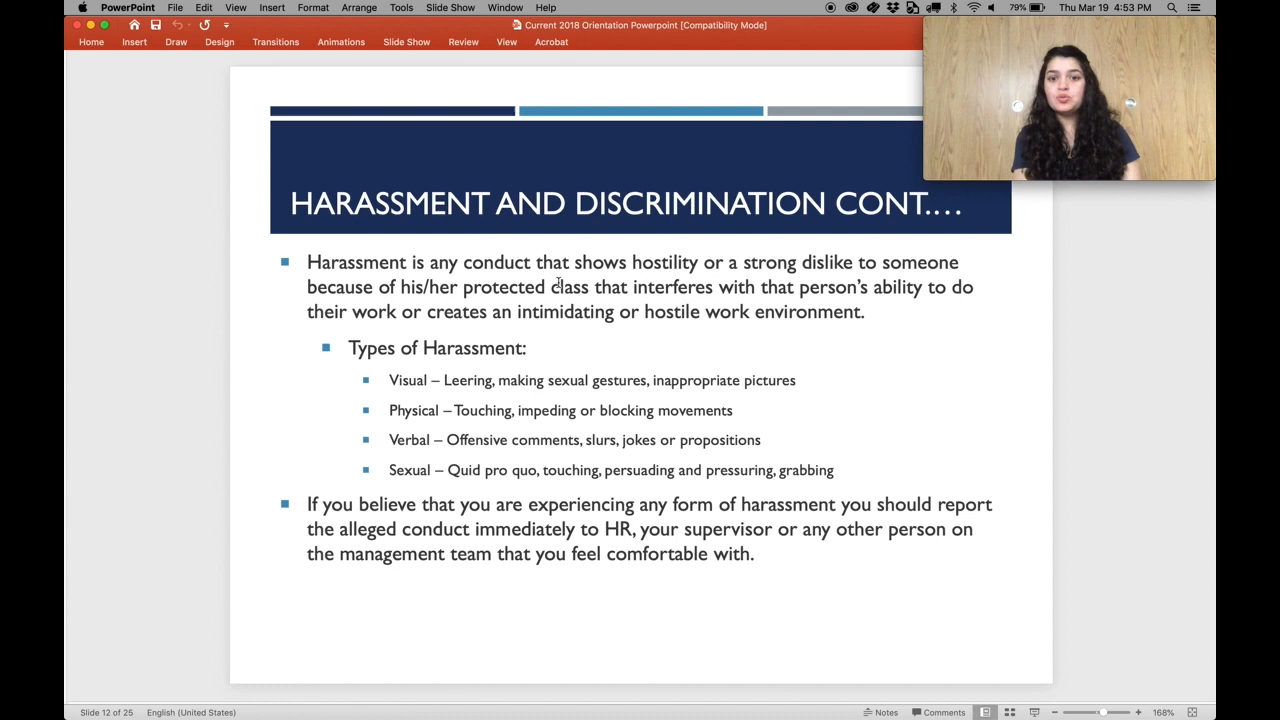 PowerPoint File Edit View Insert Format Arrange Tools Slide Show Window Help 79% Thu Mar 19 4:53 PM
Current 2018 Orientation Powerpoint [Compatibility Mode]
Home Insert Draw Design Transitions Animations Slide Show Review View Acrobat
HARASSMENT AND DISCRIMINATION CONT.…
Harassment is any conduct that shows hostility or a strong dislike to someone
because of his/her protected class that interferes with that person’s ability to do
their work or creates an intimidating or hostile work environment.
Types of Harassment:
Visual – Leering, making sexual gestures, inappropriate pictures
Physical – Touching, impeding or blocking movements
Verbal – Offensive comments, slurs, jokes or propositions
Sexual – Quid pro quo, touching, persuading and pressuring, grabbing
If you believe that you are experiencing any form of harassment you should report
the alleged conduct immediately to HR, your supervisor or any other person on
the management team that you feel comfortable with.
Slide 12 of 25 English (United States) Notes Comments 168%